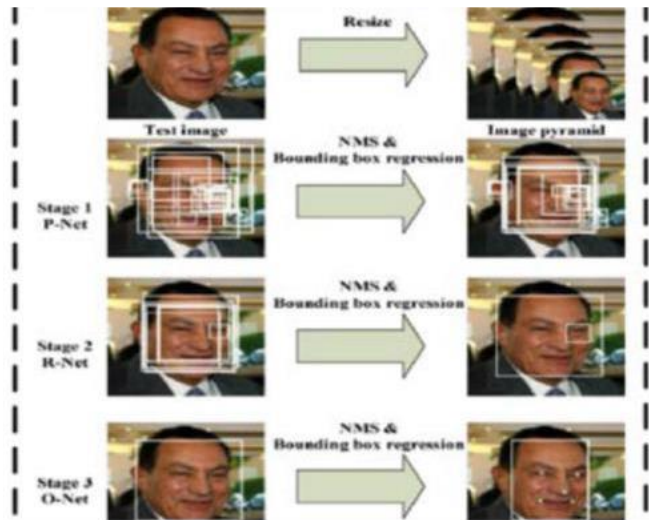 Resize
Test image
Image pyramid
NMS &
Bounding box regression
Stage 1
P-Net
NMS &
Bounding box regression
Stage 2
R-Net
NMS &
Bounding box regression
Stage 3
O-Net